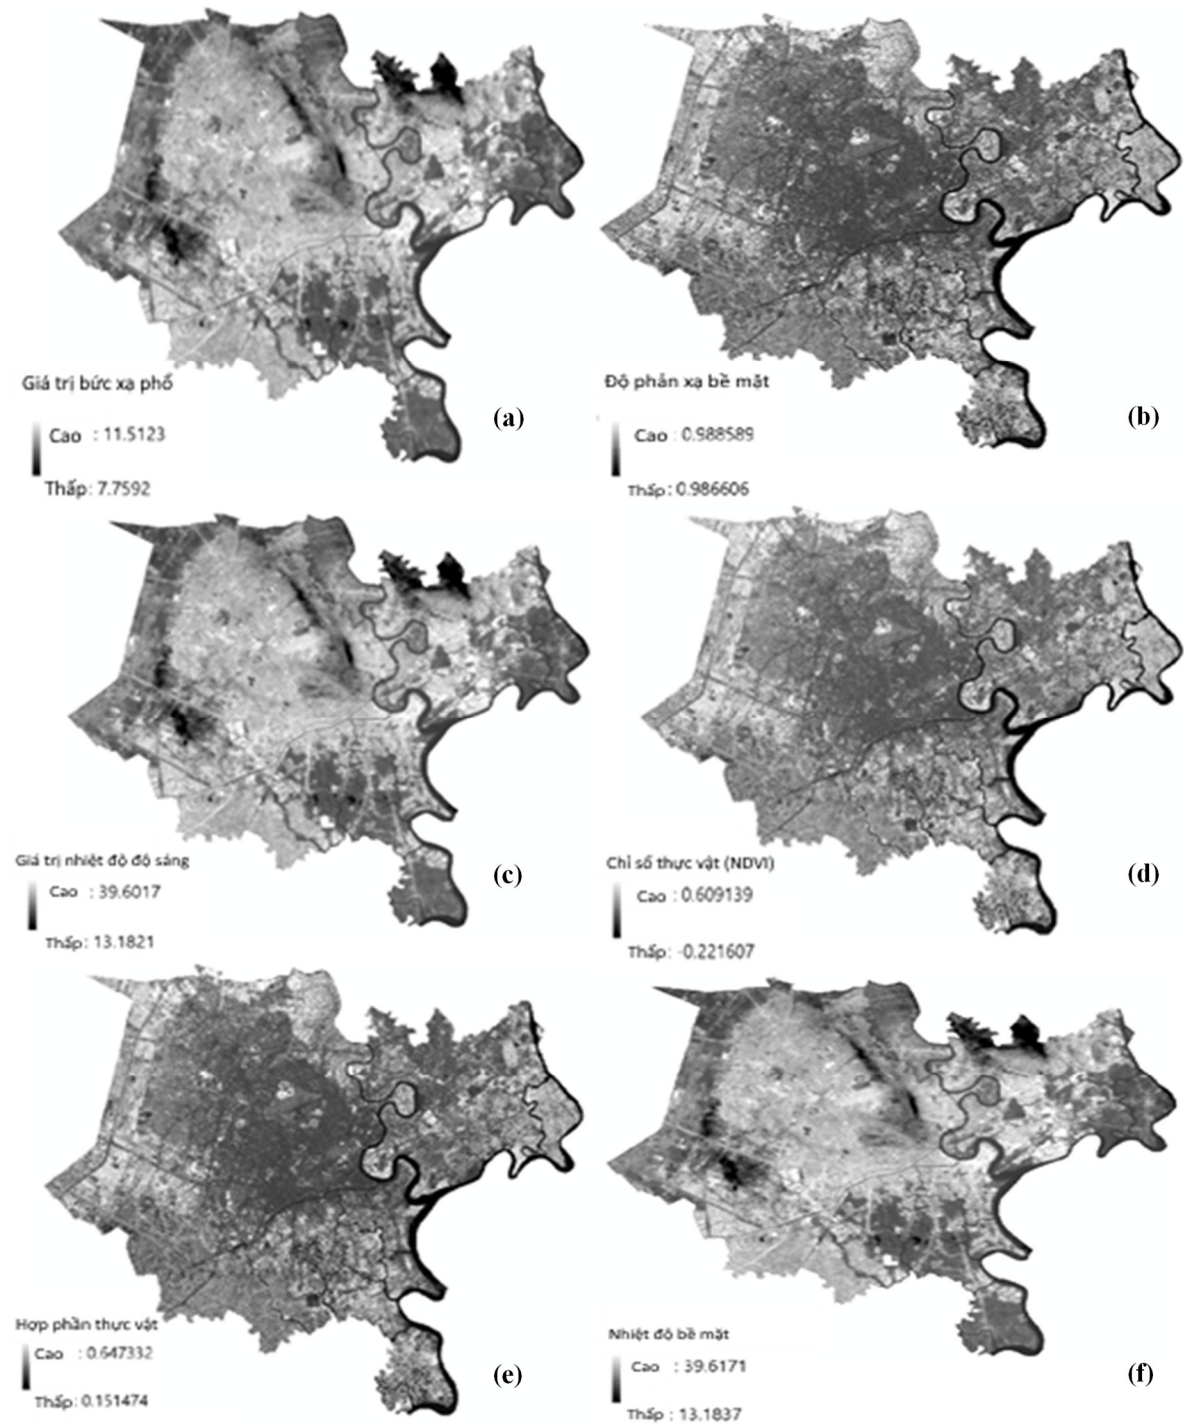 Giá trị bức xạ phổ
Cao : 11.5123
Thấp: 7.7592
(a)
Độ phản xạ bề mặt
Cao : 0.988589
Thấp: 0.986606
(b)
Giá trị nhiệt độ độ sáng
Cao : 39.6017
Thấp: 13.1821
(c)
Chỉ số thực vật (NDVI)
Cao : 0.609139
Thấp: -0.221607
(d)
Hợp phần thực vật
Cao : 0.647332
Thấp: 0.151474
(e)
Nhiệt độ bề mặt
Cao : 39.6171
Thấp : 13.1837
(f)